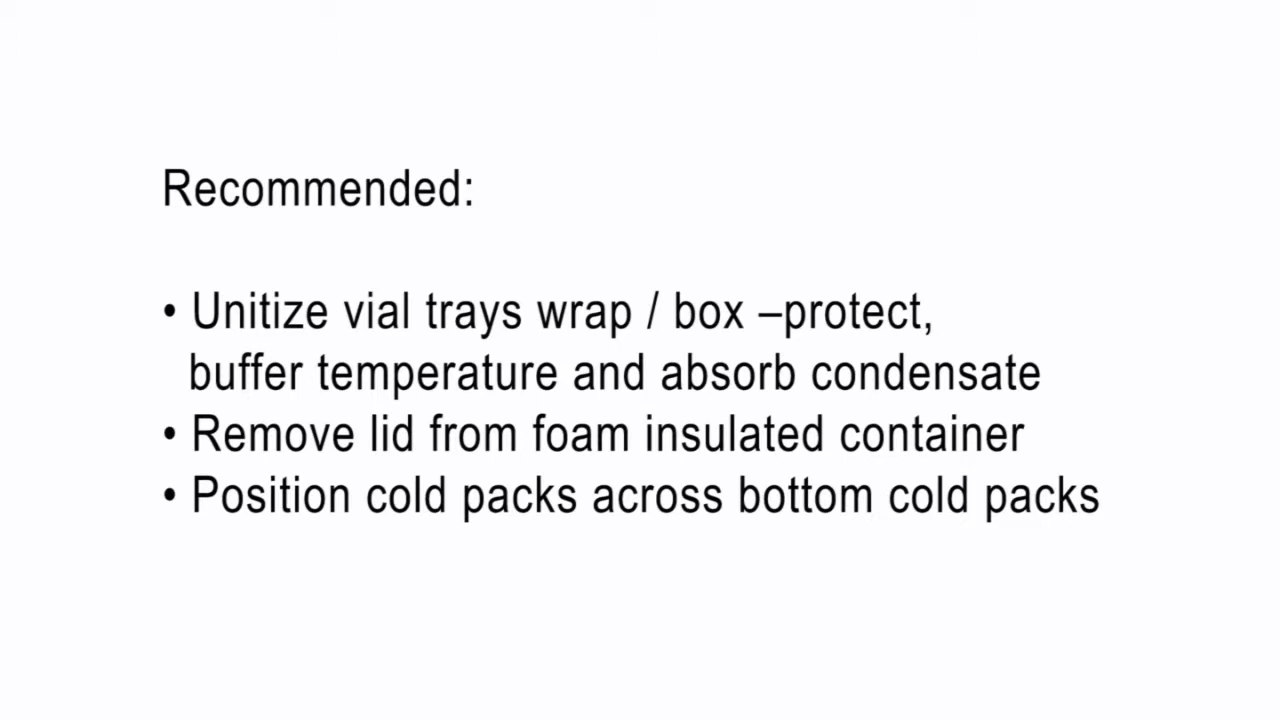 Recommended:
• Unitize vial trays wrap / box –protect,
buffer temperature and absorb condensate
• Remove lid from foam insulated container
• Position cold packs across bottom cold packs